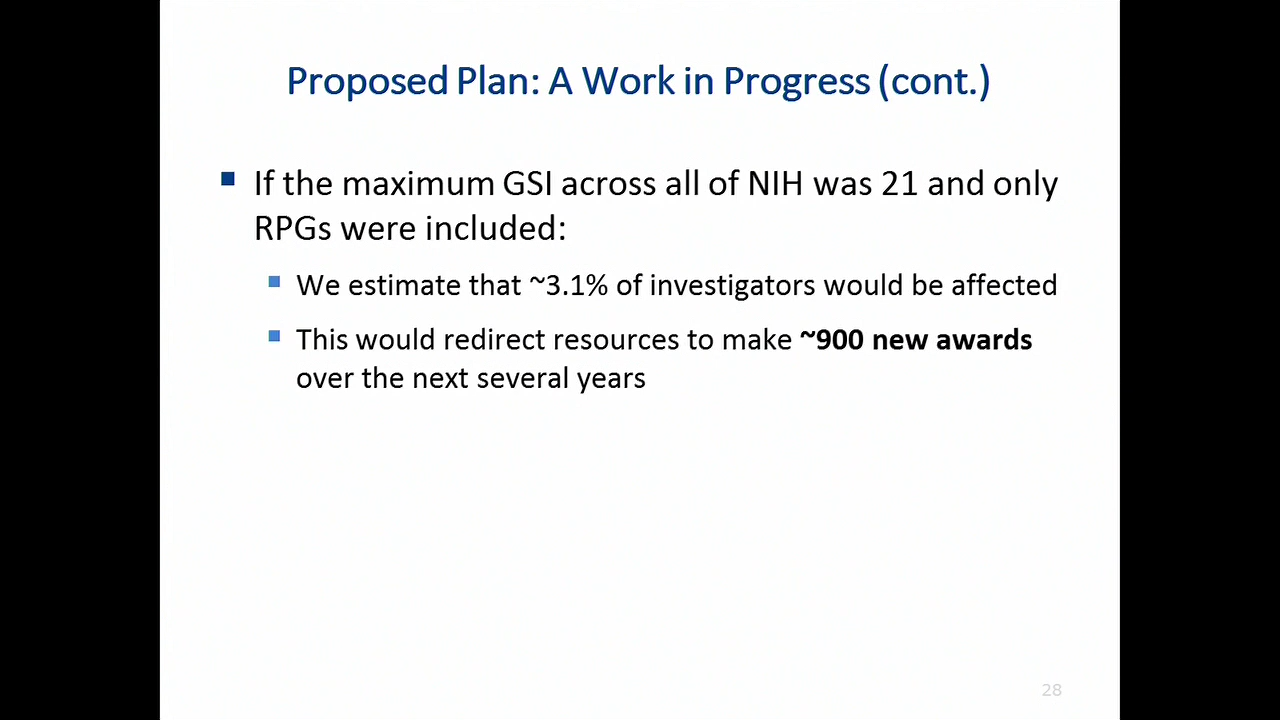 Proposed Plan: A Work in Progress (cont.)
If the maximum GSI across all of NIH was 21 and only
RPGs were included:
We estimate that ~3.1% of investigators would be affected
This would redirect resources to make ~900 new awards
over the next several years
28